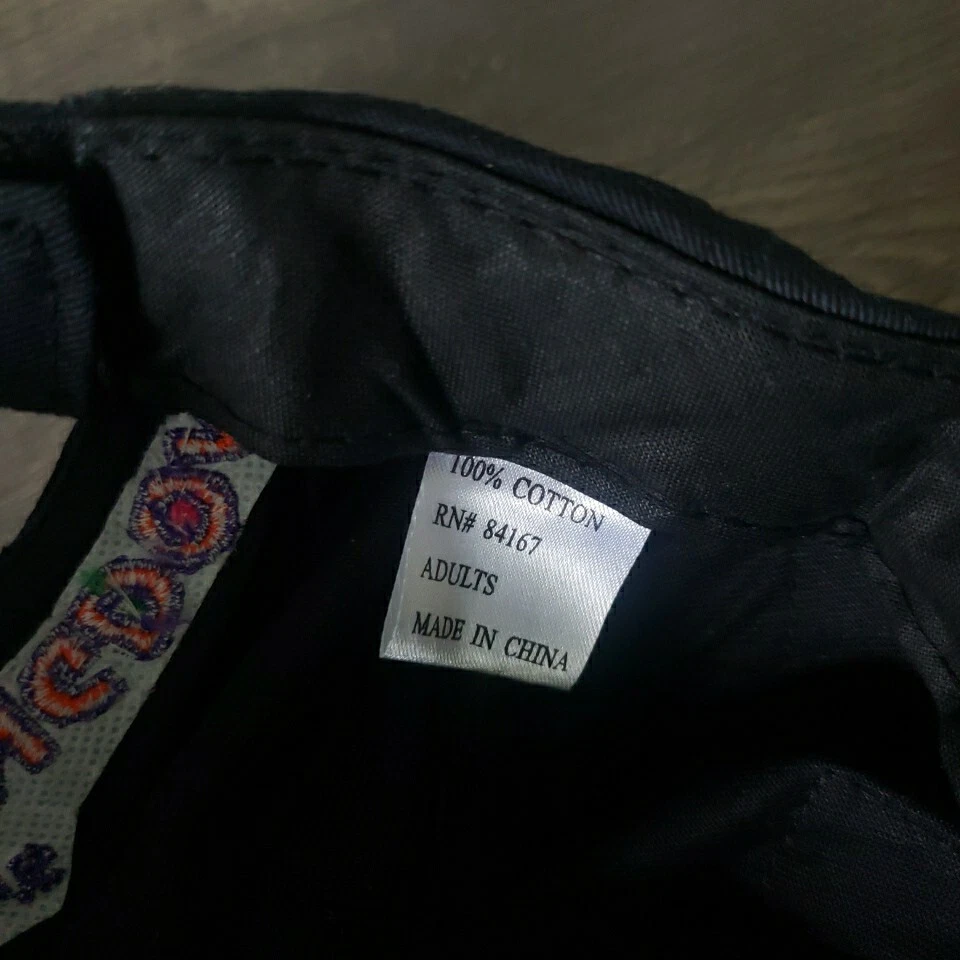 100% COTTON
RN# 84167
ADULTS
MADE IN CHINA